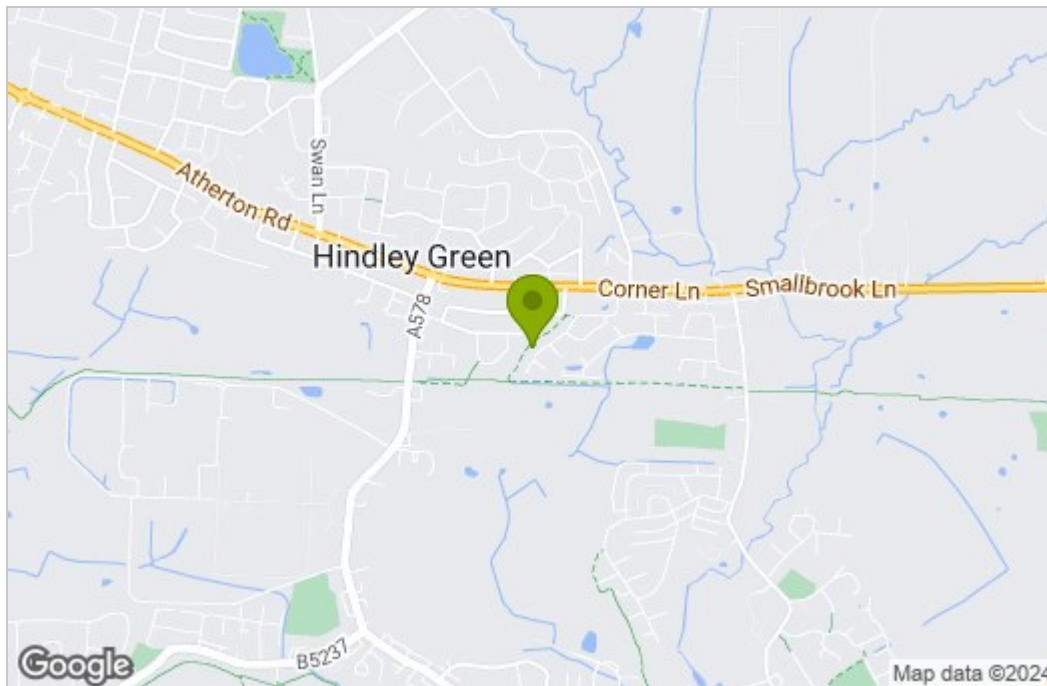 Swan Ln
Atherton Rd
Hindley Green
Corner Ln
Smallbrook Ln
A578
B5237
Google
Map data ©2024